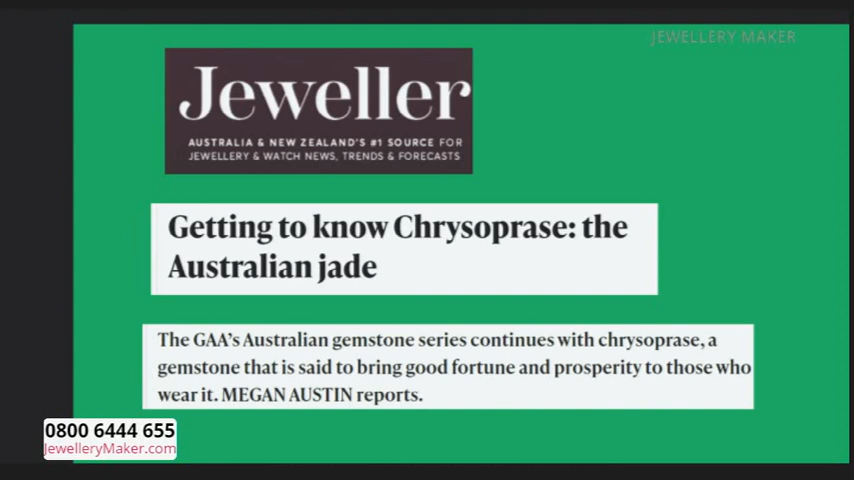 JEWELLERY MAKER
Jeweller
AUSTRALIA & NEW ZEALAND'S #1 SOURCE FOR
JEWELLERY & WATCH NEWS, TRENDS & FORECASTS
Getting to know Chrysoprase: the
Australian jade
The GAA's Australian gemstone series continues with chrysoprase, a
gemstone that is said to bring good fortune and prosperity to those who
wear it. MEGAN AUSTIN reports.
0800 6444 655
JewelleryMaker.com